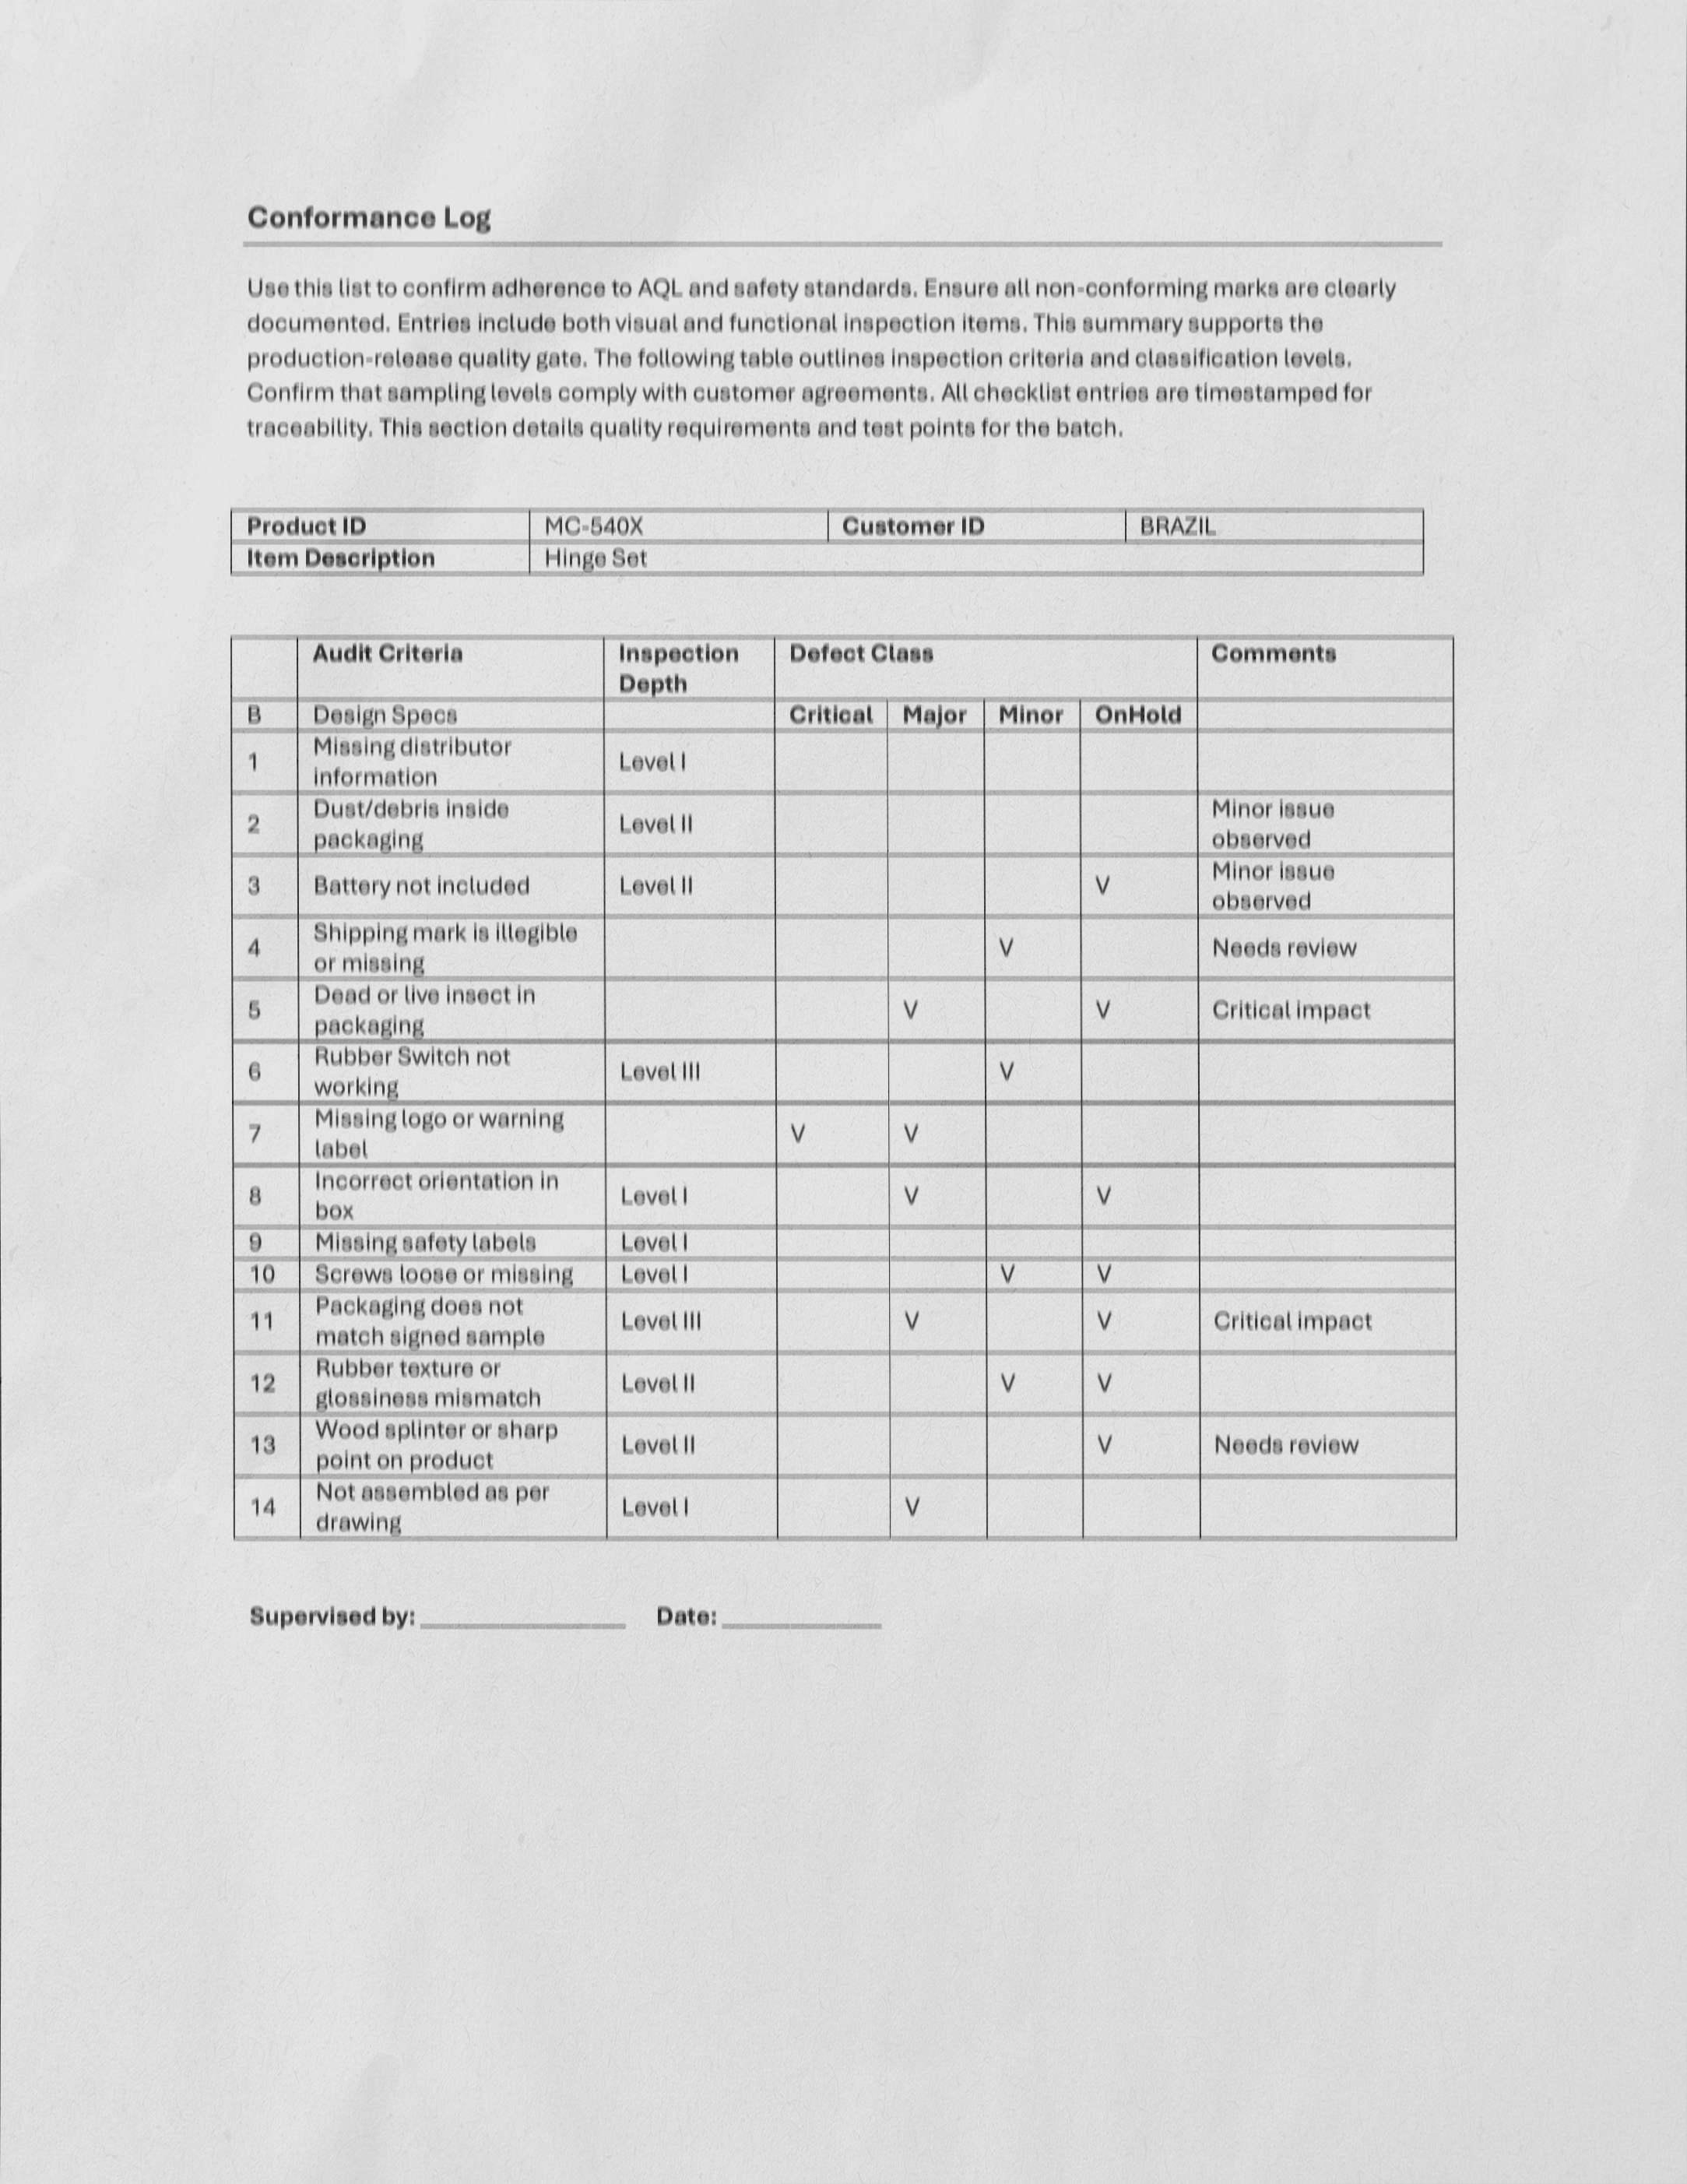 Conformance Log
Use this list to confirm adherence to AQL and safety standards. Ensure all non-conforming marks are clearly
documented. Entries include both visual and functional inspection items. This summary supports the
production-release quality gate. The following table outlines inspection criteria and classification levels.
Confirm that sampling levels comply with customer agreements. All checklist entries are timestamped for
traceability. This section details quality requirements and test points for the batch.
Product ID MC-540X Customer ID BRAZIL
Item Description Hinge Set
Audit Criteria Inspection Defect Class Comments
Depth
B Design Specs Critical Major Minor OnHold
Missing distributor
1 Level I
information
Dust/debris inside Minor issue
2 Level II
packaging observed
Minor issue
3 Battery not included Level II V
observed
Shipping mark is illegible
4 V Needs review
or missing
Dead or live insect in
5 V V Critical impact
packaging
Rubber Switch not
6 Level III V
working
Missing logo or warning
7 V V
label
Incorrect orientation in
8 Level I V V
box
9 Missing safety labels Level I
10 Screws loose or missing Level I V V
Packaging does not
11 Level III V V Critical impact
match signed sample
Rubber texture or
12 Level II V V
glossiness mismatch
Wood splinter or sharp
13 Level II V Needs review
point on product
Not assembled as per
14 Level I V
drawing
Supervised by: Date: